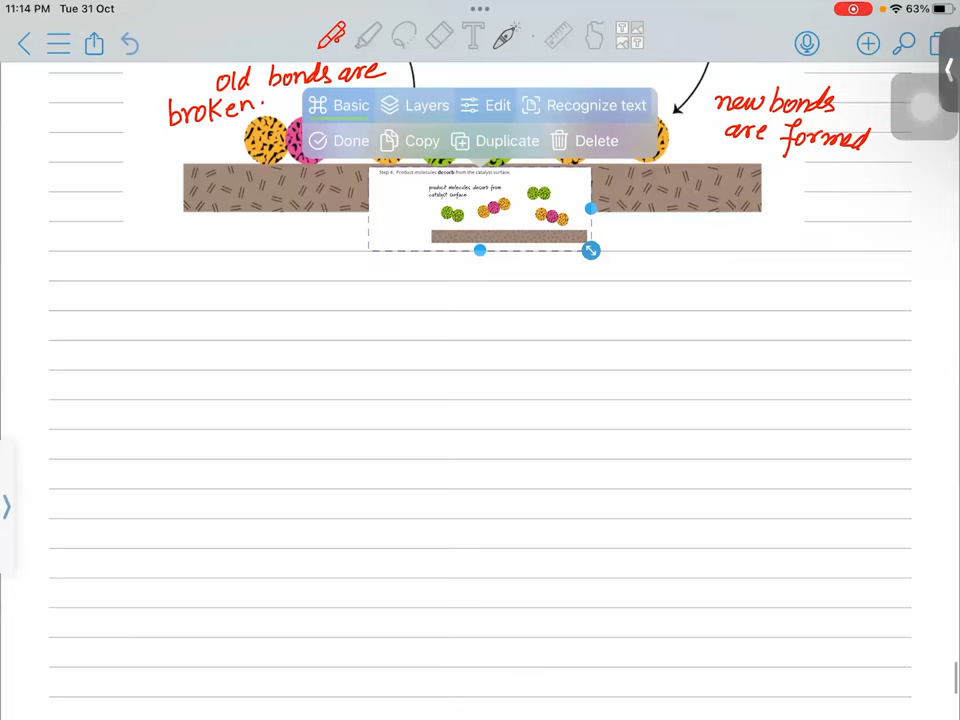 11:14 PM Tue 31 Oct
63%
old bonds are
broken.
new bonds
are formed
Basic Layers Edit Recognize text
Done Copy Duplicate Delete
Step 4. Product molecules desorb from the catalyst surface.
product molecules desorb from
catalyst surface